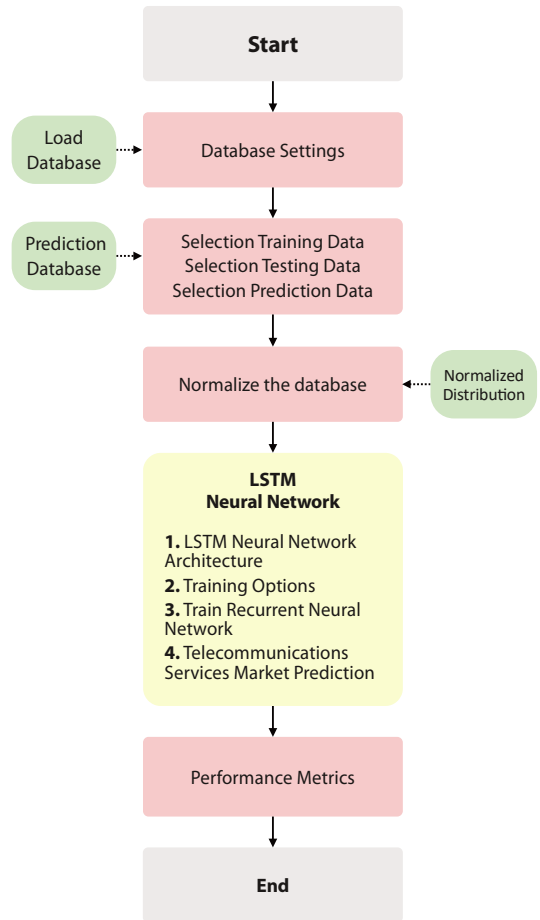 Start
Load
Database
Database Settings
Prediction
Database
Selection Training Data
Selection Testing Data
Selection Prediction Data
Normalize the database
Normalized
Distribution
LSTM
Neural Network
1. LSTM Neural Network
Architecture
2. Training Options
3. Train Recurrent Neural
Network
4. Telecommunications
Services Market Prediction
Performance Metrics
End